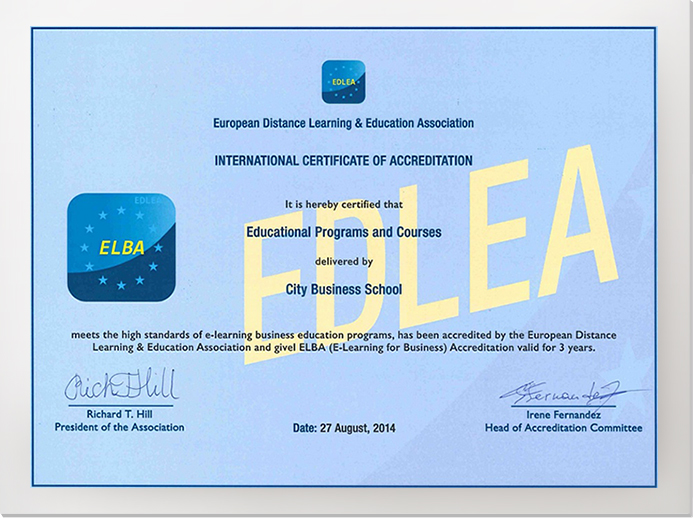 EDLEA
European Distance Learning & Education Association
INTERNATIONAL CERTIFICATE OF ACCREDITATION
It is hereby certified that
Educational Programs and Courses
delivered by
City Business School
EDLEA
ELBA
EDLEA
meets the high standards of e-learning business education programs, has been accredited by the European Distance
Learning & Education Association and givel ELBA (E-Learning for Business) Accreditation valid for 3 years.
Rich T Hill
Fernandez
Richard T. Hill
Irene Fernandez
President of the Association
Date: 27 August, 2014
Head of Accreditation Committee